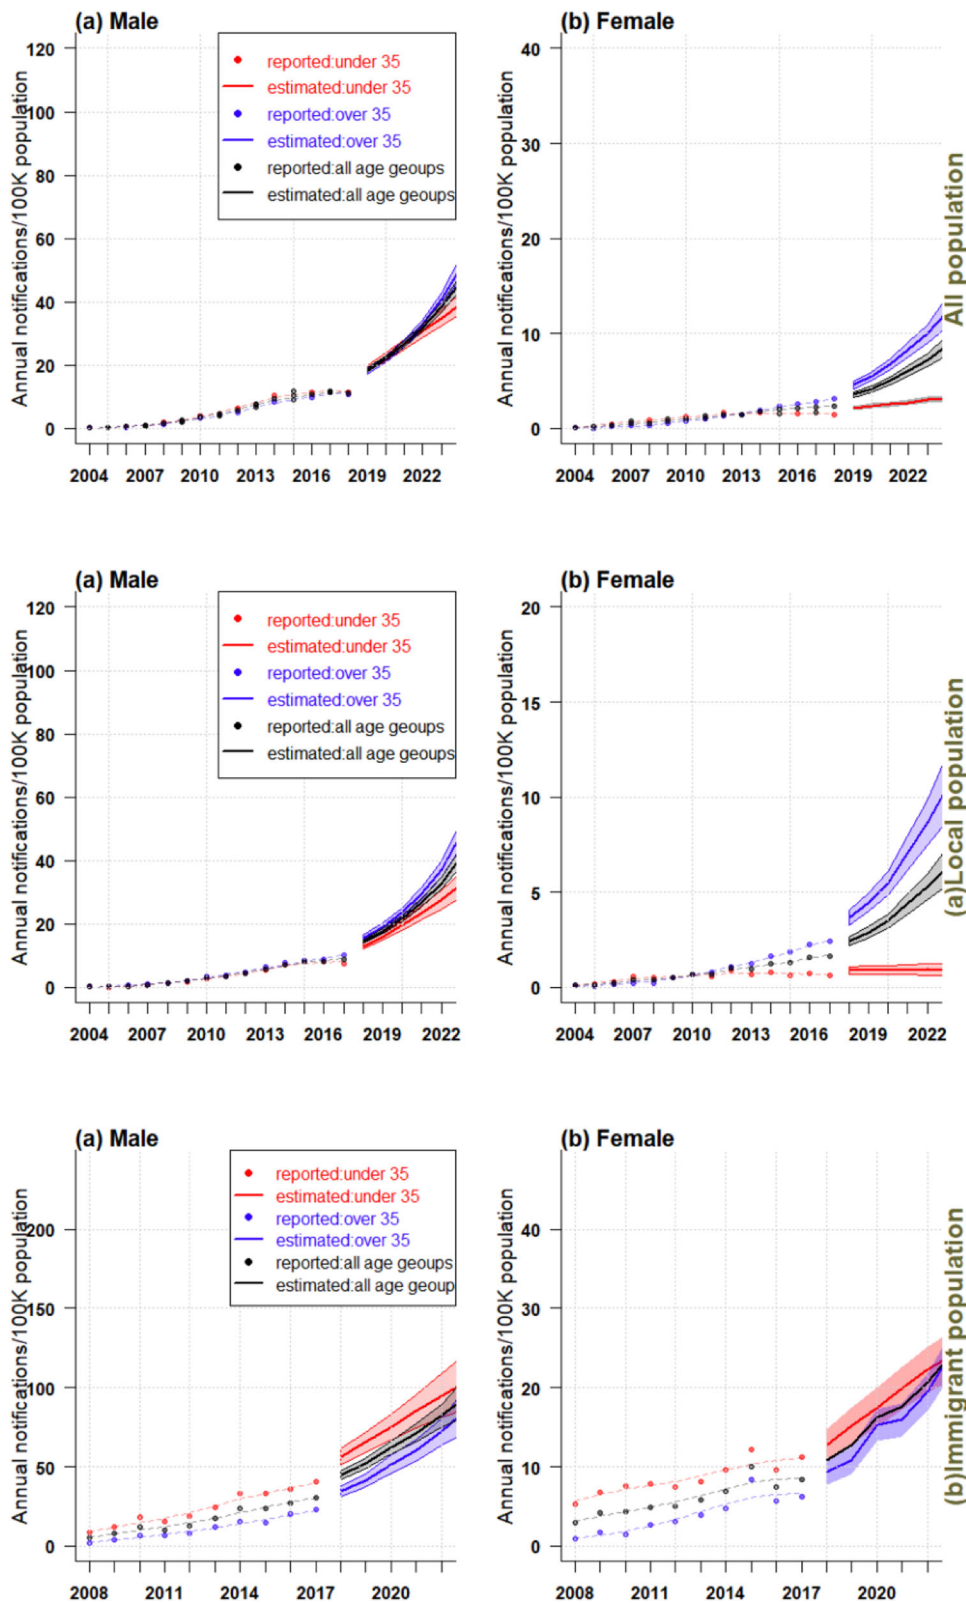 (a) Male
Annual notifications/100K population
120
100
80
60
40
20
0
2004 2007 2010 2013 2016 2019 2022
reported:under 35
estimated:under 35
reported:over 35
estimated:over 35
reported:all age geoups
estimated:all age geoups
(b) Female
Annual notifications/100K population
40
30
20
10
0
2004 2007 2010 2013 2016 2019 2022
All population
(a) Male
Annual notifications/100K population
120
100
80
60
40
20
0
2004 2007 2010 2013 2016 2019 2022
reported:under 35
estimated:under 35
reported:over 35
estimated:over 35
reported:all age geoups
estimated:all age geoups
(b) Female
Annual notifications/100K population
20
15
10
5
0
2004 2007 2010 2013 2016 2019 2022
(a)Local population
(a) Male
Annual notifications/100K population
200
150
100
50
0
2008 2011 2014 2017 2020
reported:under 35
estimated:under 35
reported:over 35
estimated:over 35
reported:all age geoups
estimated:all age geoup
(b) Female
Annual notifications/100K population
40
30
20
10
0
2008 2011 2014 2017 2020
(b)Immigrant population